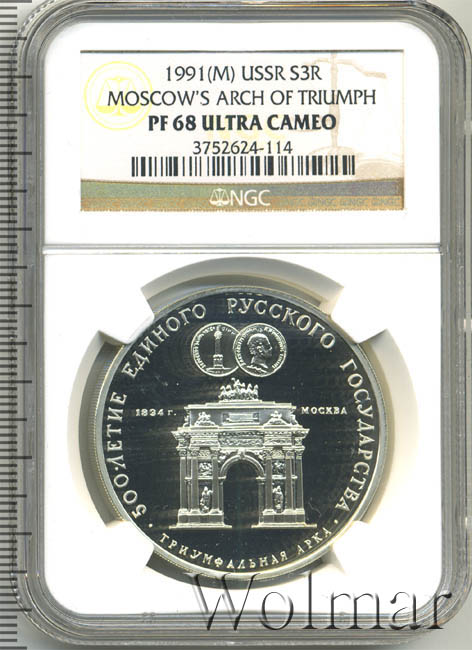 1991(M) USSR S3R
MOSCOW'S ARCH OF TRIUMPH
PF 68 ULTRA CAMEO
3752624-114
NGC
500-ЛЕТИЕ ЕДИНОГО РУССКОГО ГОСУДАРСТВА
1834 г. МОСКВА
· ТРИУМФАЛЬНАЯ АРКА ·
Wolmar